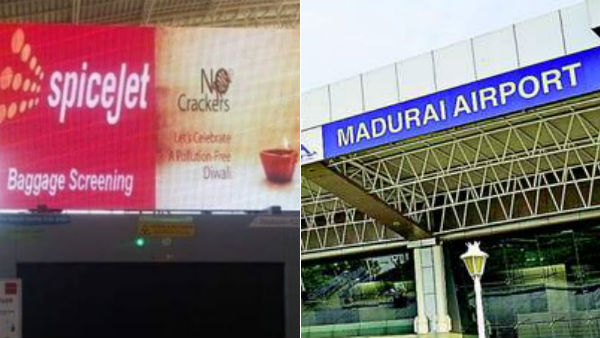 spiceJet
Baggage Screening
NO
Crackers
Let's Celebrate
A Pollution-Free
Diwali
MADURAI AIRPORT